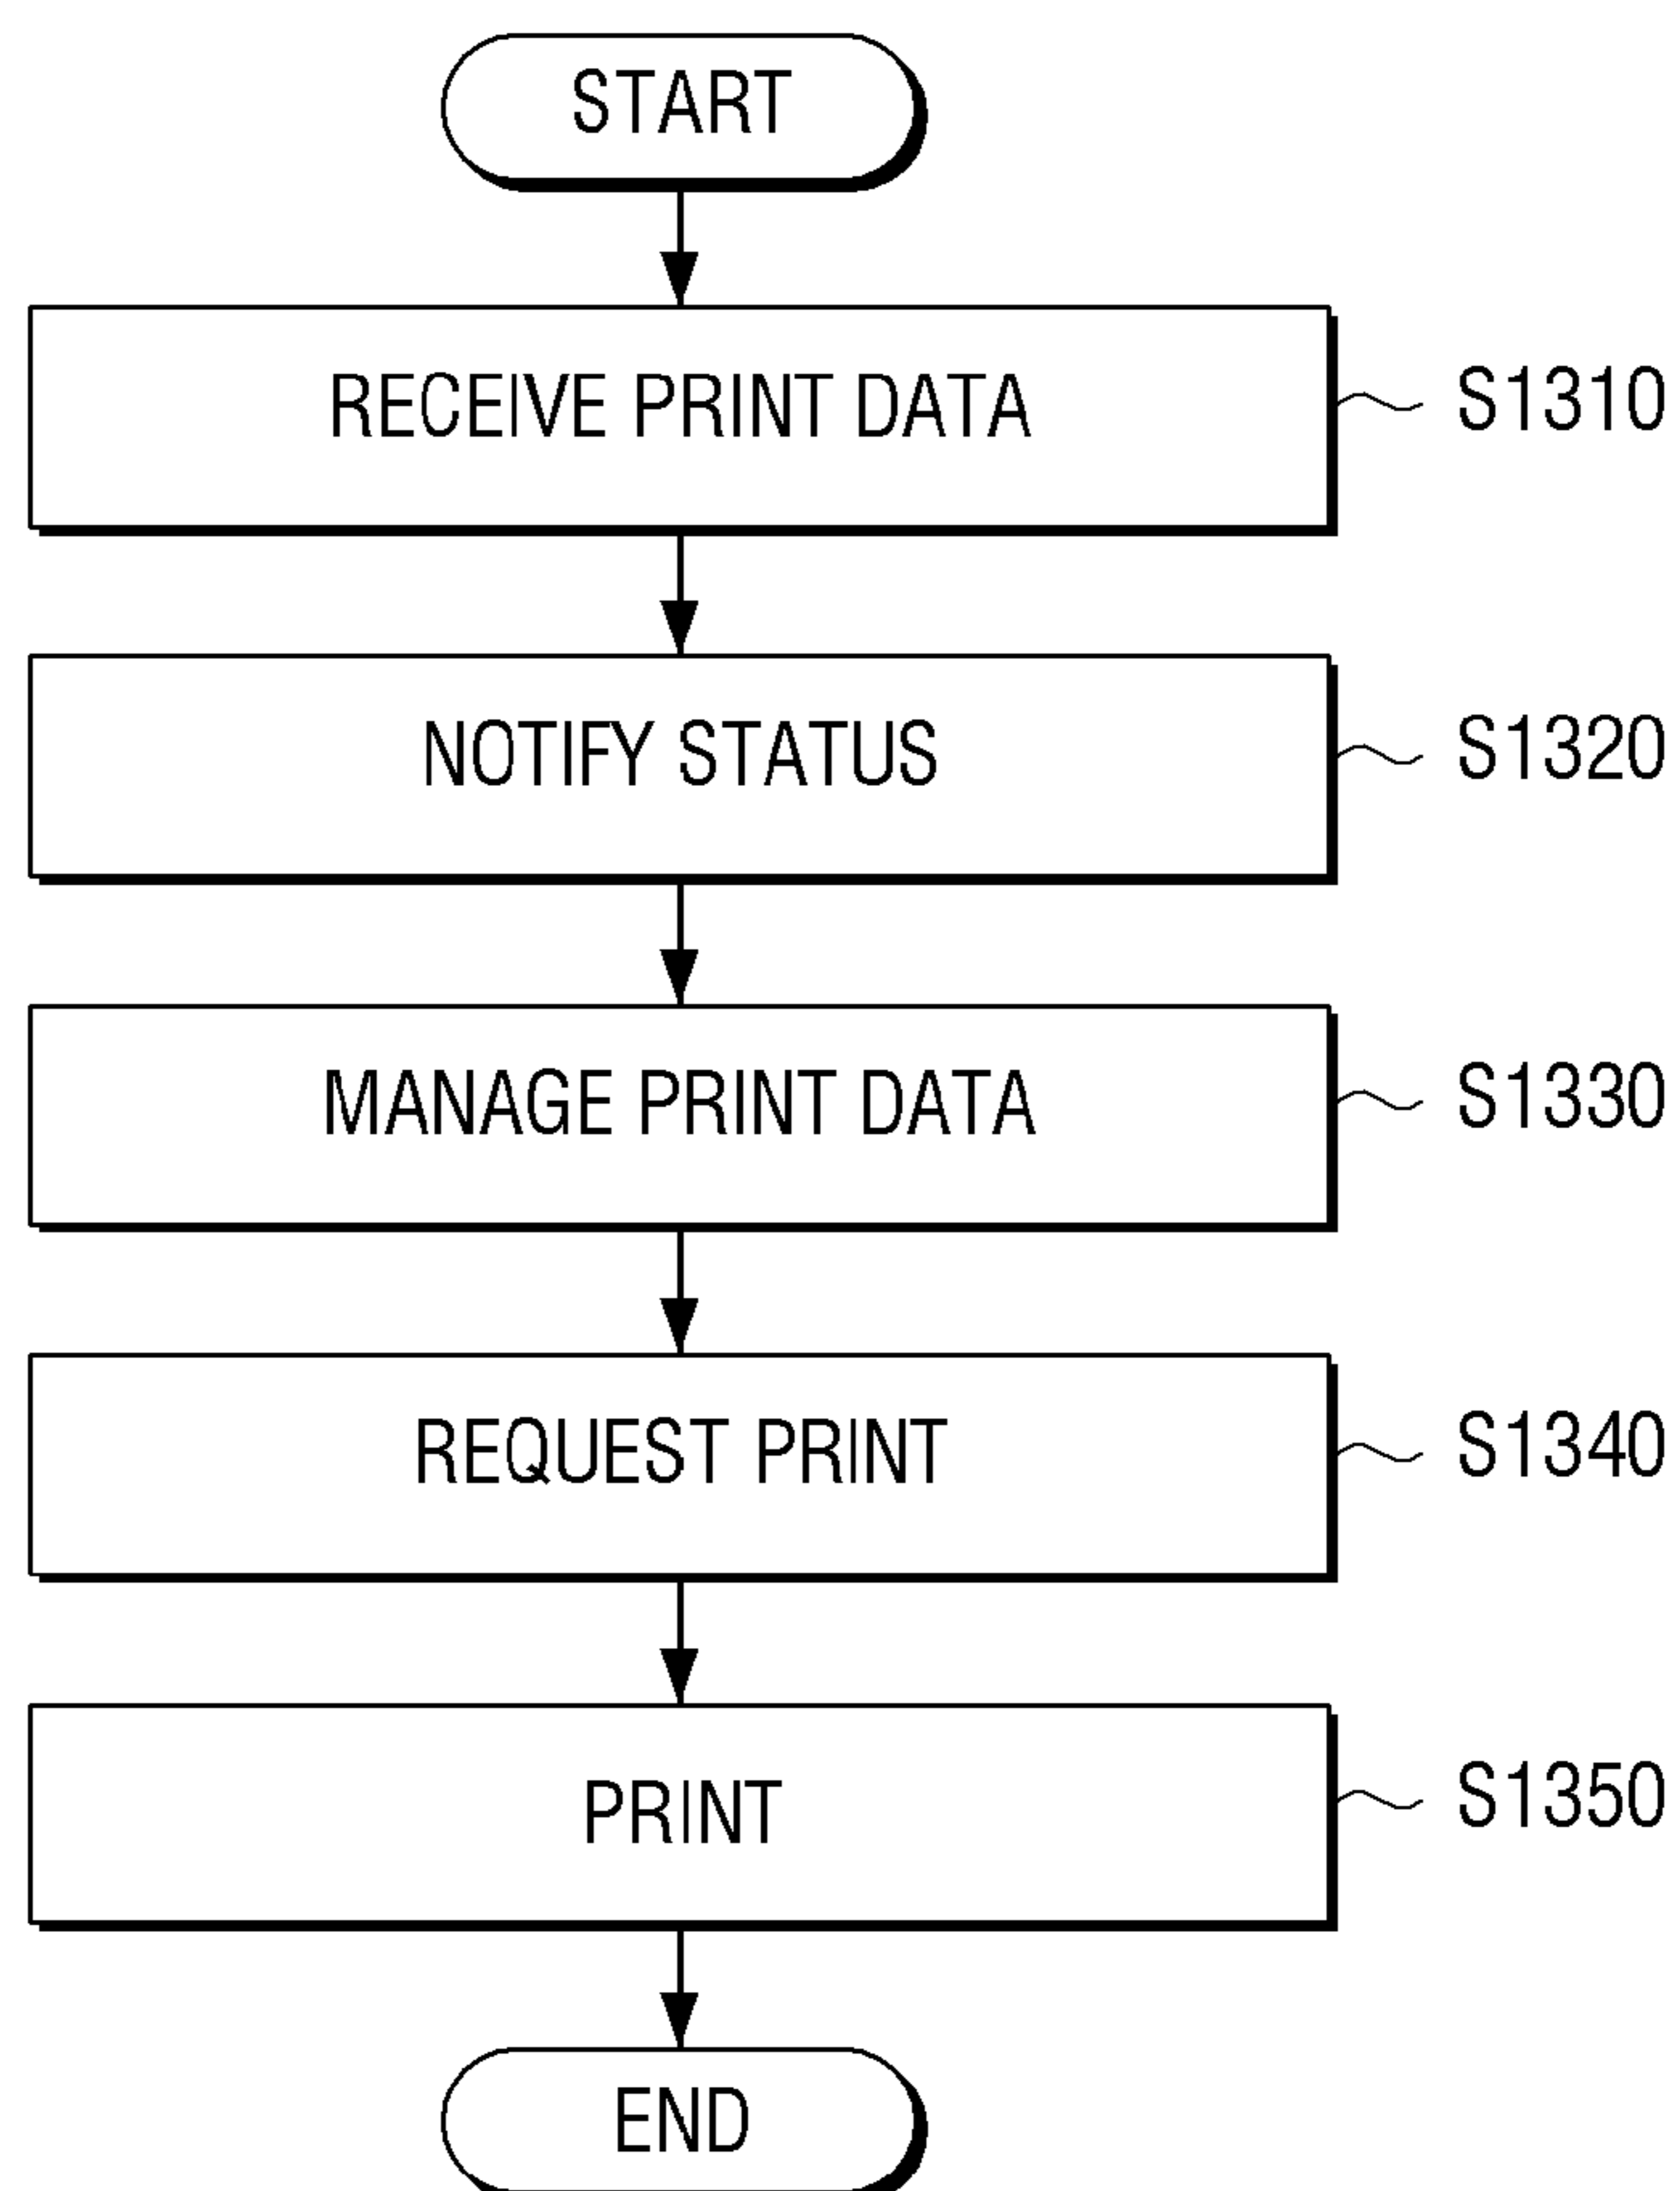 START
RECEIVE PRINT DATA S1310
NOTIFY STATUS S1320
MANAGE PRINT DATA S1330
REQUEST PRINT S1340
PRINT S1350
END